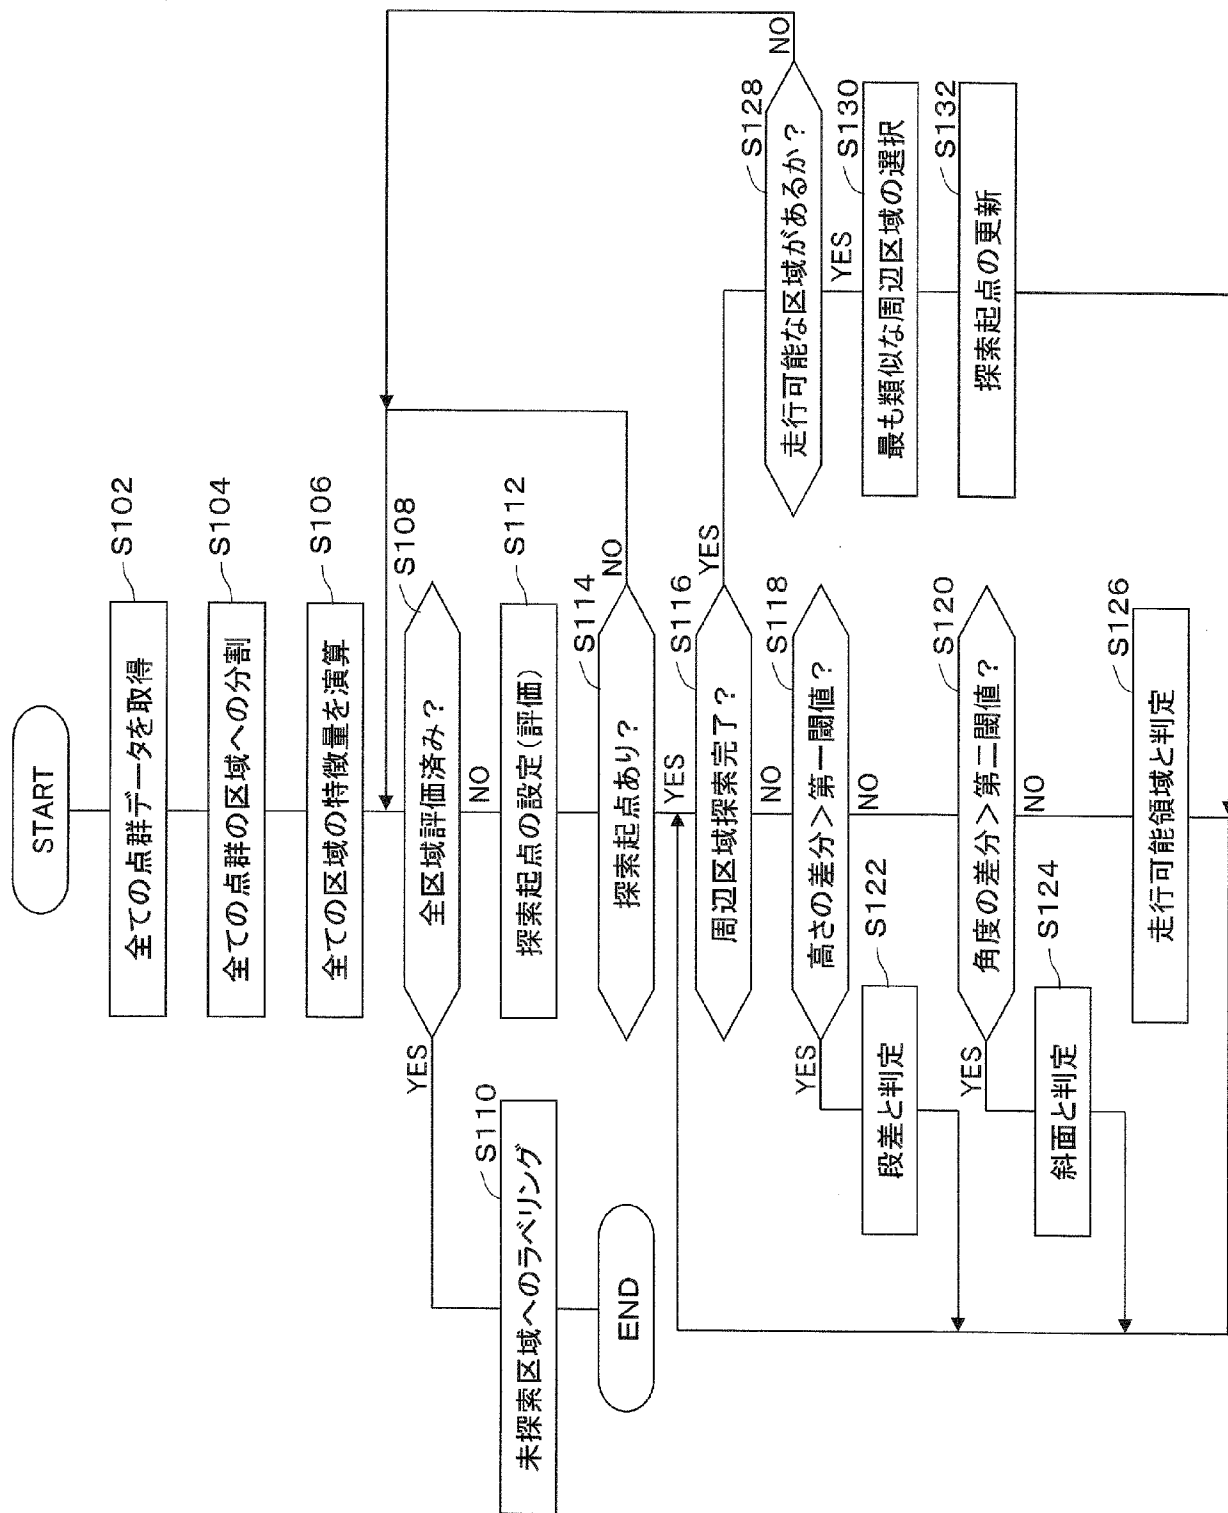 START
S102
全ての点群データを取得
S104
全ての点群の区域への分割
S106
全ての区域の特徴量を演算
S108
全区域評価済み？
YES
NO
S110
未探索区域へのラベリング
END
S112
探索起点の設定(評価)
S114
探索起点あり？
NO
YES
S116
周辺区域探索完了？
YES
NO
S118
高さの差分＞第一閾値？
YES
NO
S122
段差と判定
S120
角度の差分＞第二閾値？
YES
NO
S124
斜面と判定
S126
走行可能領域と判定
S128
走行可能な区域があるか？
NO
YES
S130
最も類似な周辺区域の選択
S132
探索起点の更新